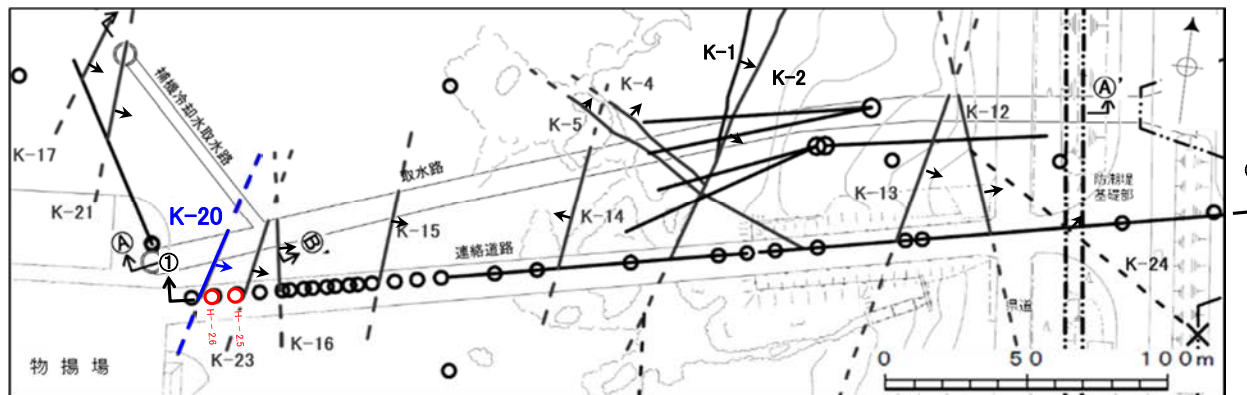 K-1
K-2
K-4
K-5
K-12
K-17
補機冷却水取水路
取水路
K-13
防潮堤
基礎部
Ⓐ'
K-21
K-20
K-15
K-14
Ⓐ
Ⓑ
①
連絡道路
K-24
H-26
H-25
県道
K-23
K-16
物揚場
0
50
100m